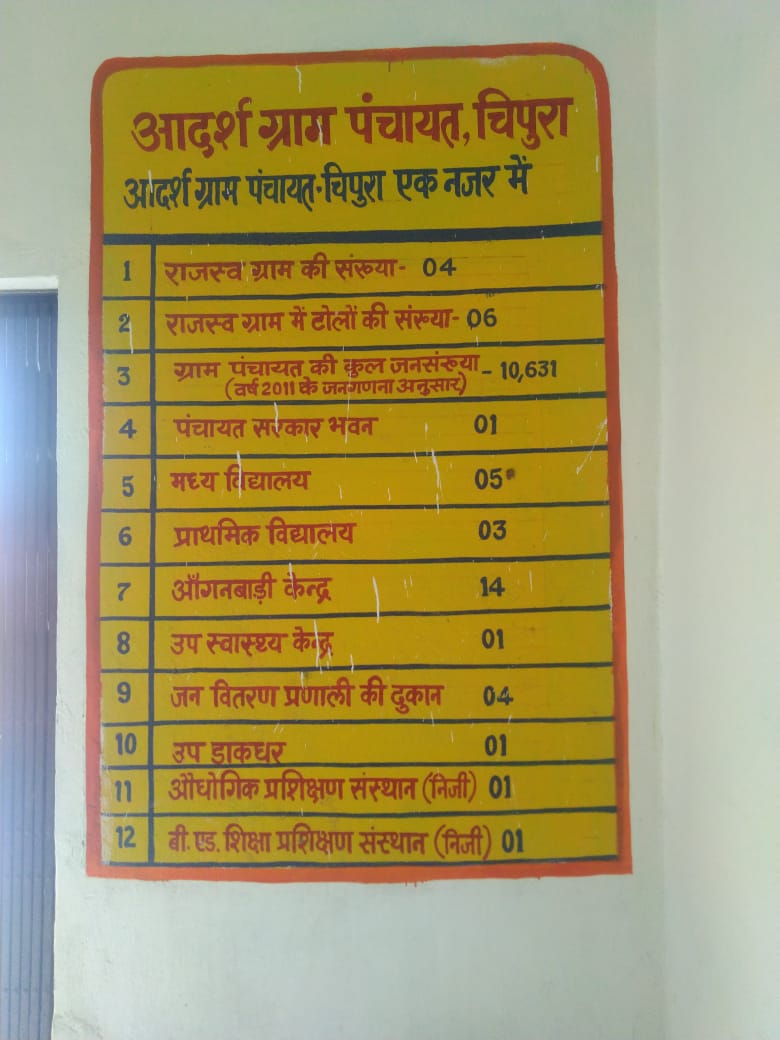 आदर्श ग्राम पंचायत, चिपुरा
आदर्श ग्राम पंचायत-चिपुरा एक नजर में
1 राजस्व ग्राम की संख्या- 04
2 राजस्व ग्राम में टोलों की संख्या- 06
3 ग्राम पंचायत की कुल जनसंख्या - 10,631
(वर्ष 2011 के जनगणना अनुसार)
4 पंचायत सरकार भवन 01
5 मध्य विद्यालय 05
6 प्राथमिक विद्यालय 03
7 आँगनबाड़ी केन्द्र 14
8 उप स्वास्थ्य केन्द्र 01
9 जन वितरण प्रणाली की दुकान 04
10 उप डाकघर 01
11 औधोगिक प्रशिक्षण संस्थान (निजी) 01
12 बी. एड. शिक्षा प्रशिक्षण संस्थान (निजी) 01